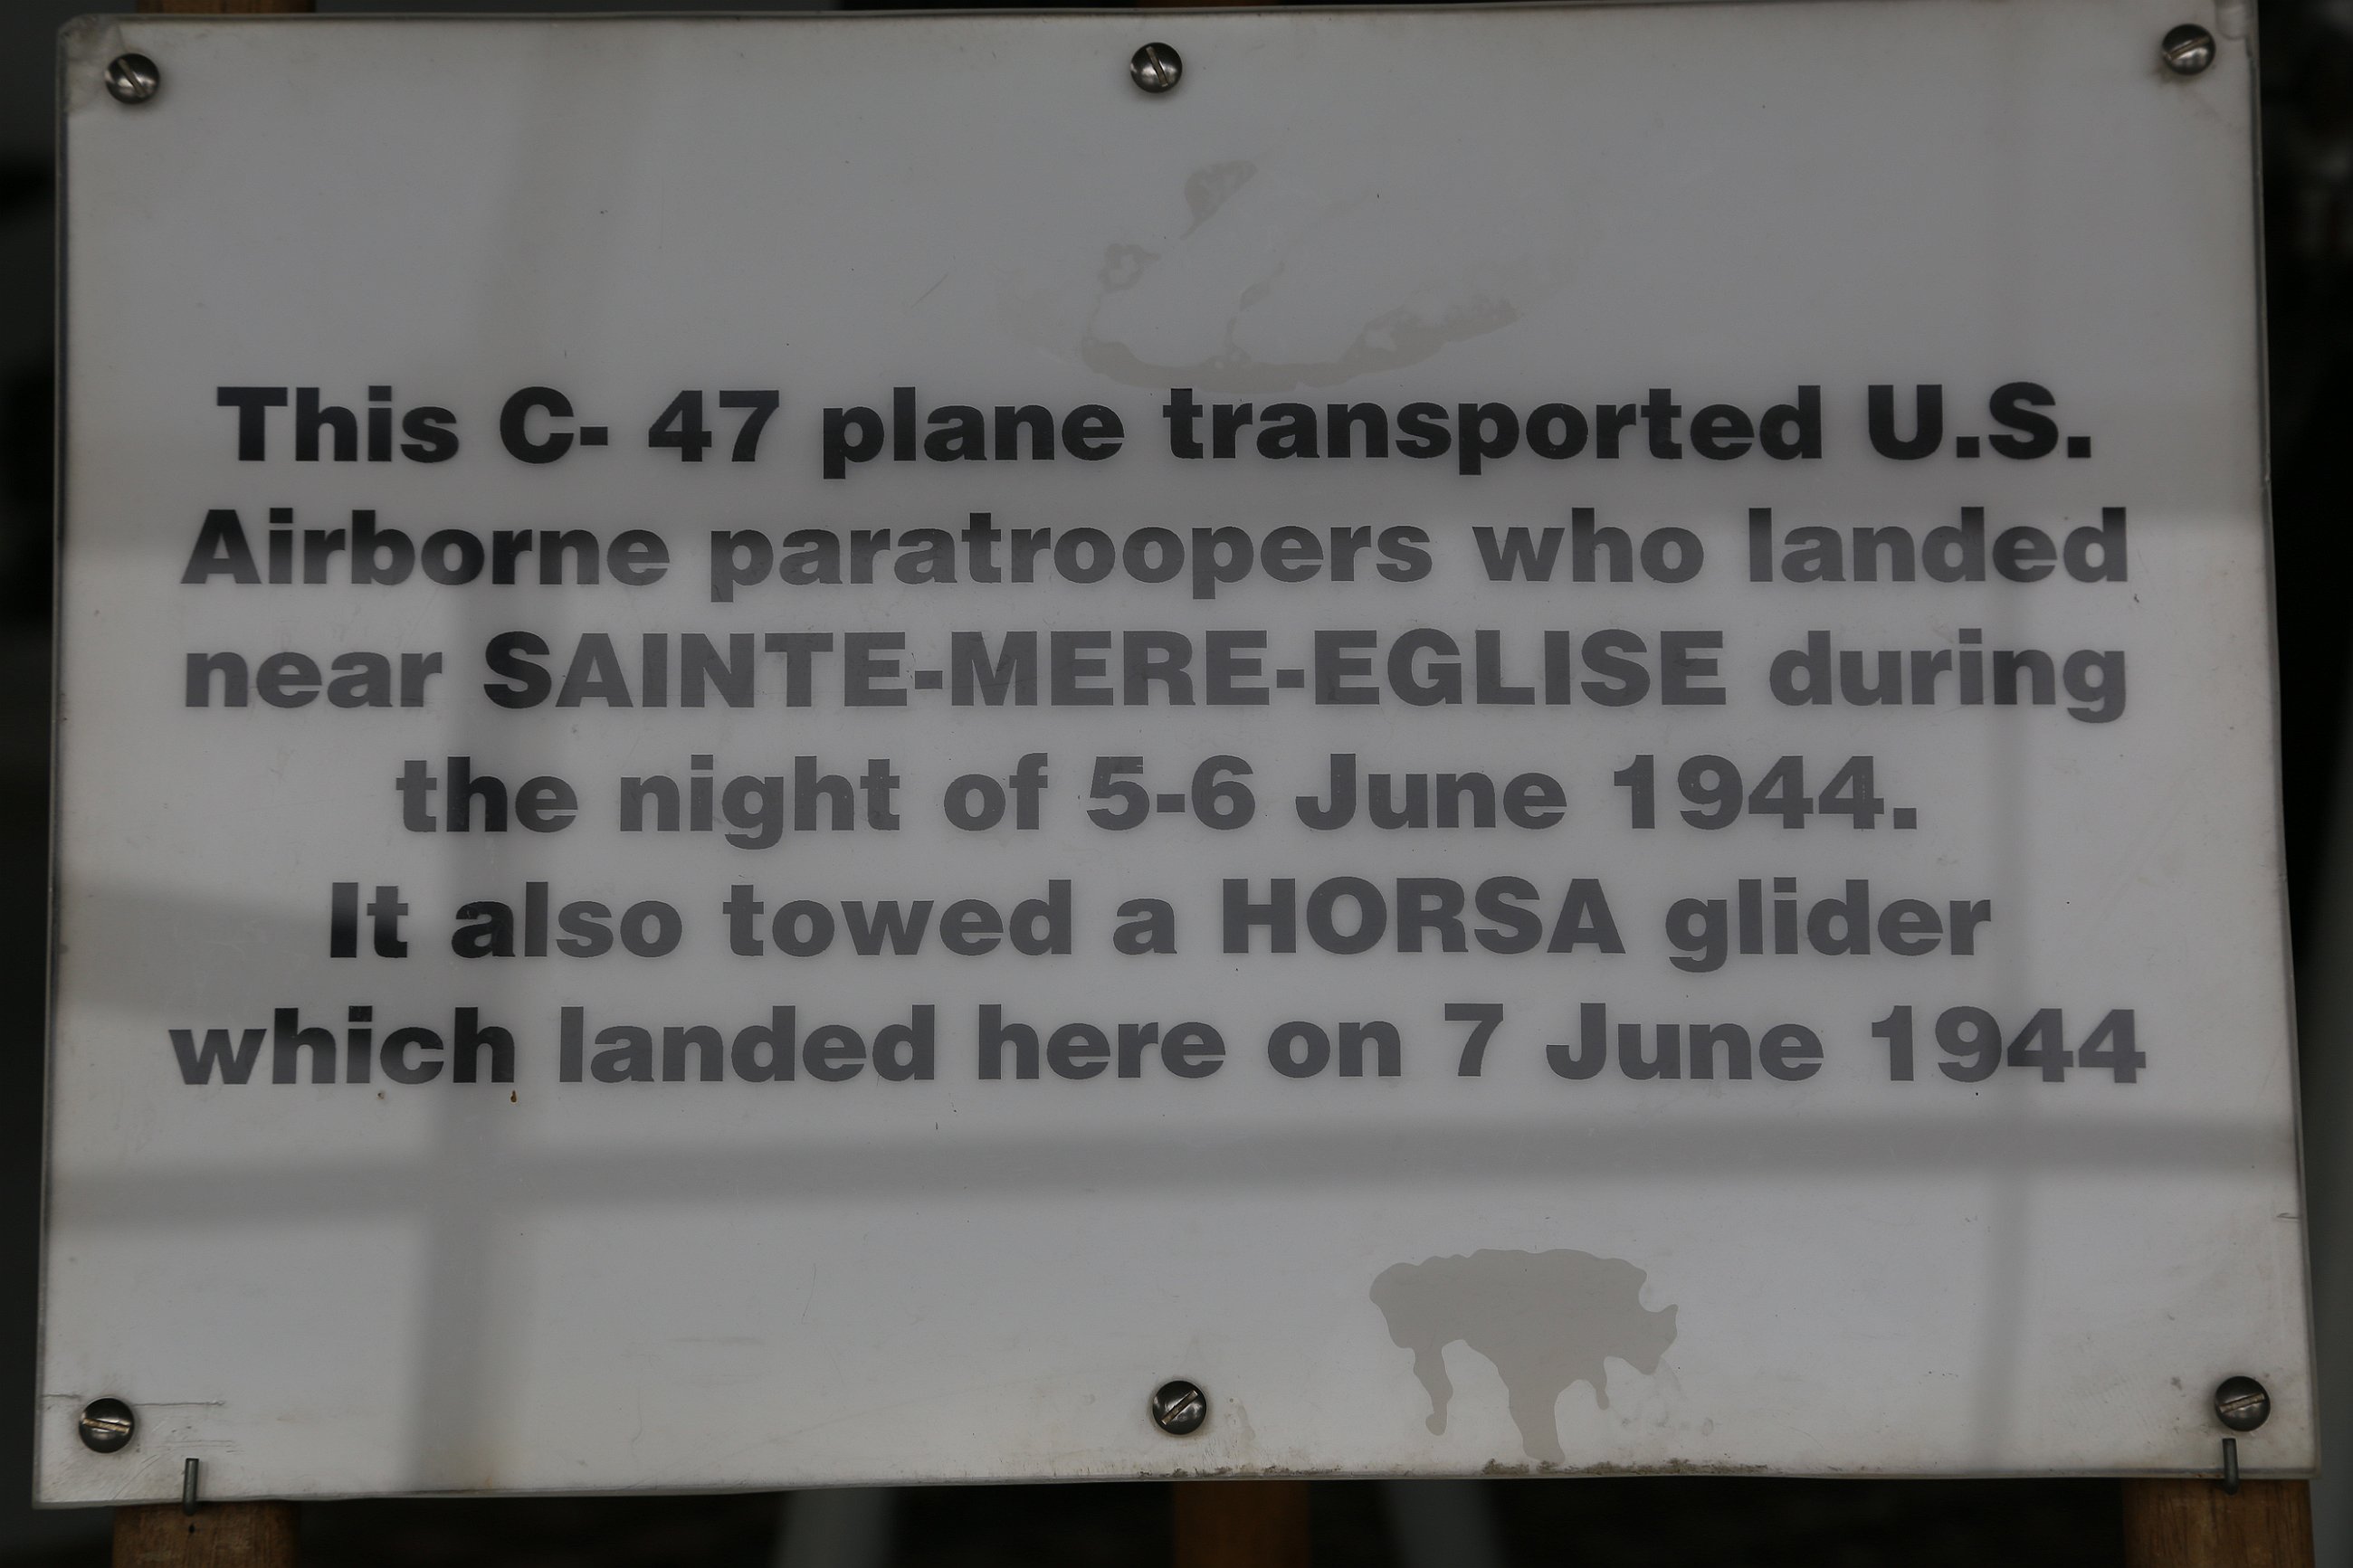 This C- 47 plane transported U.S.
Airborne paratroopers who landed
near SAINTE-MERE-EGLISE during
the night of 5-6 June 1944.
It also towed a HORSA glider
which landed here on 7 June 1944